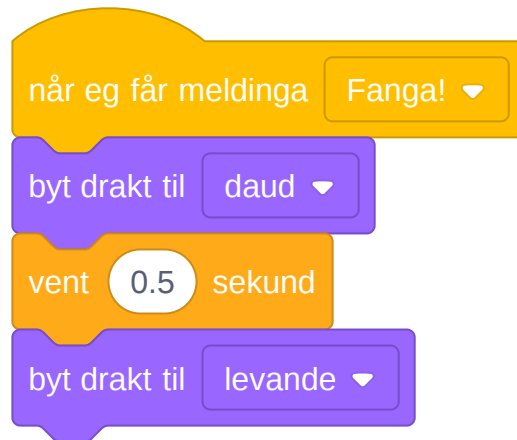 når eg får meldinga Fanga!
byt drakt til daud
vent 0.5 sekund
byt drakt til levande